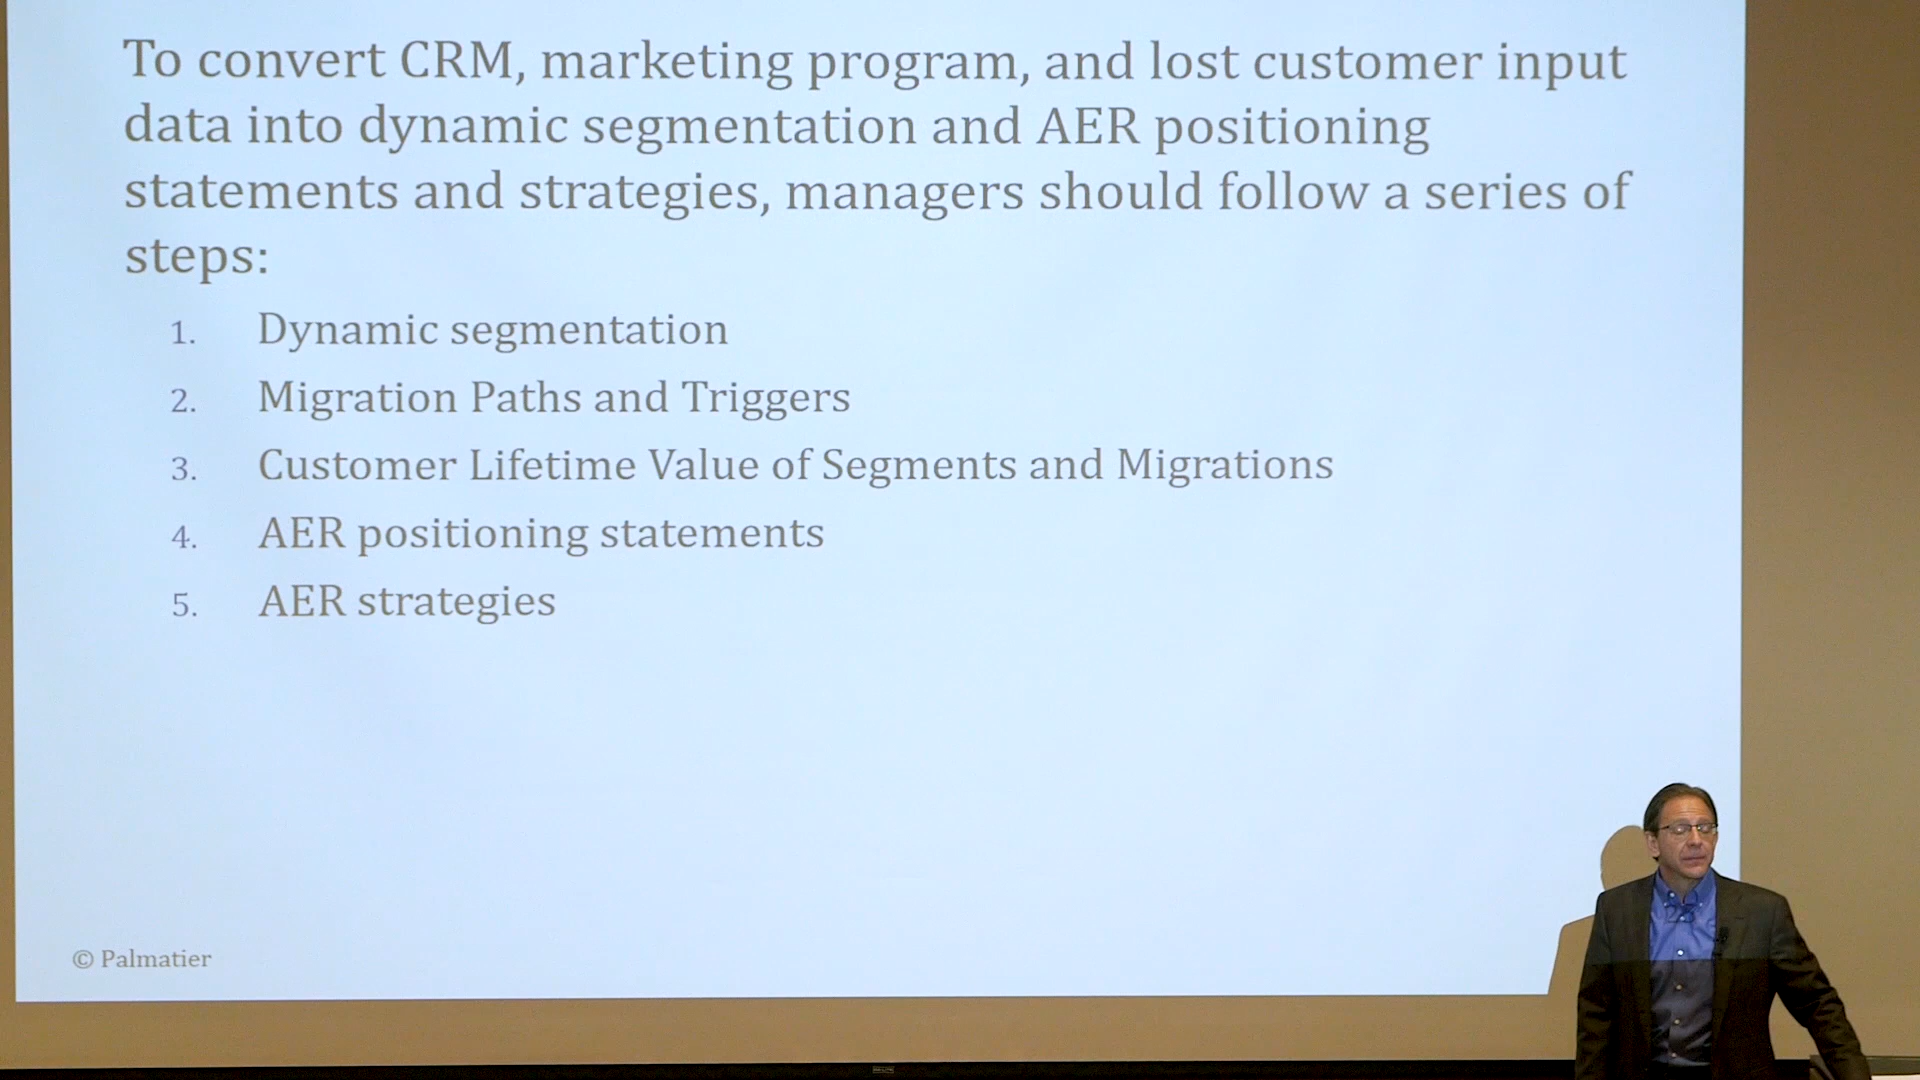 To convert CRM, marketing program, and lost customer input
data into dynamic segmentation and AER positioning
statements and strategies, managers should follow a series of
steps:
1. Dynamic segmentation
2. Migration Paths and Triggers
3. Customer Lifetime Value of Segments and Migrations
4. AER positioning statements
5. AER strategies
© Palmatier